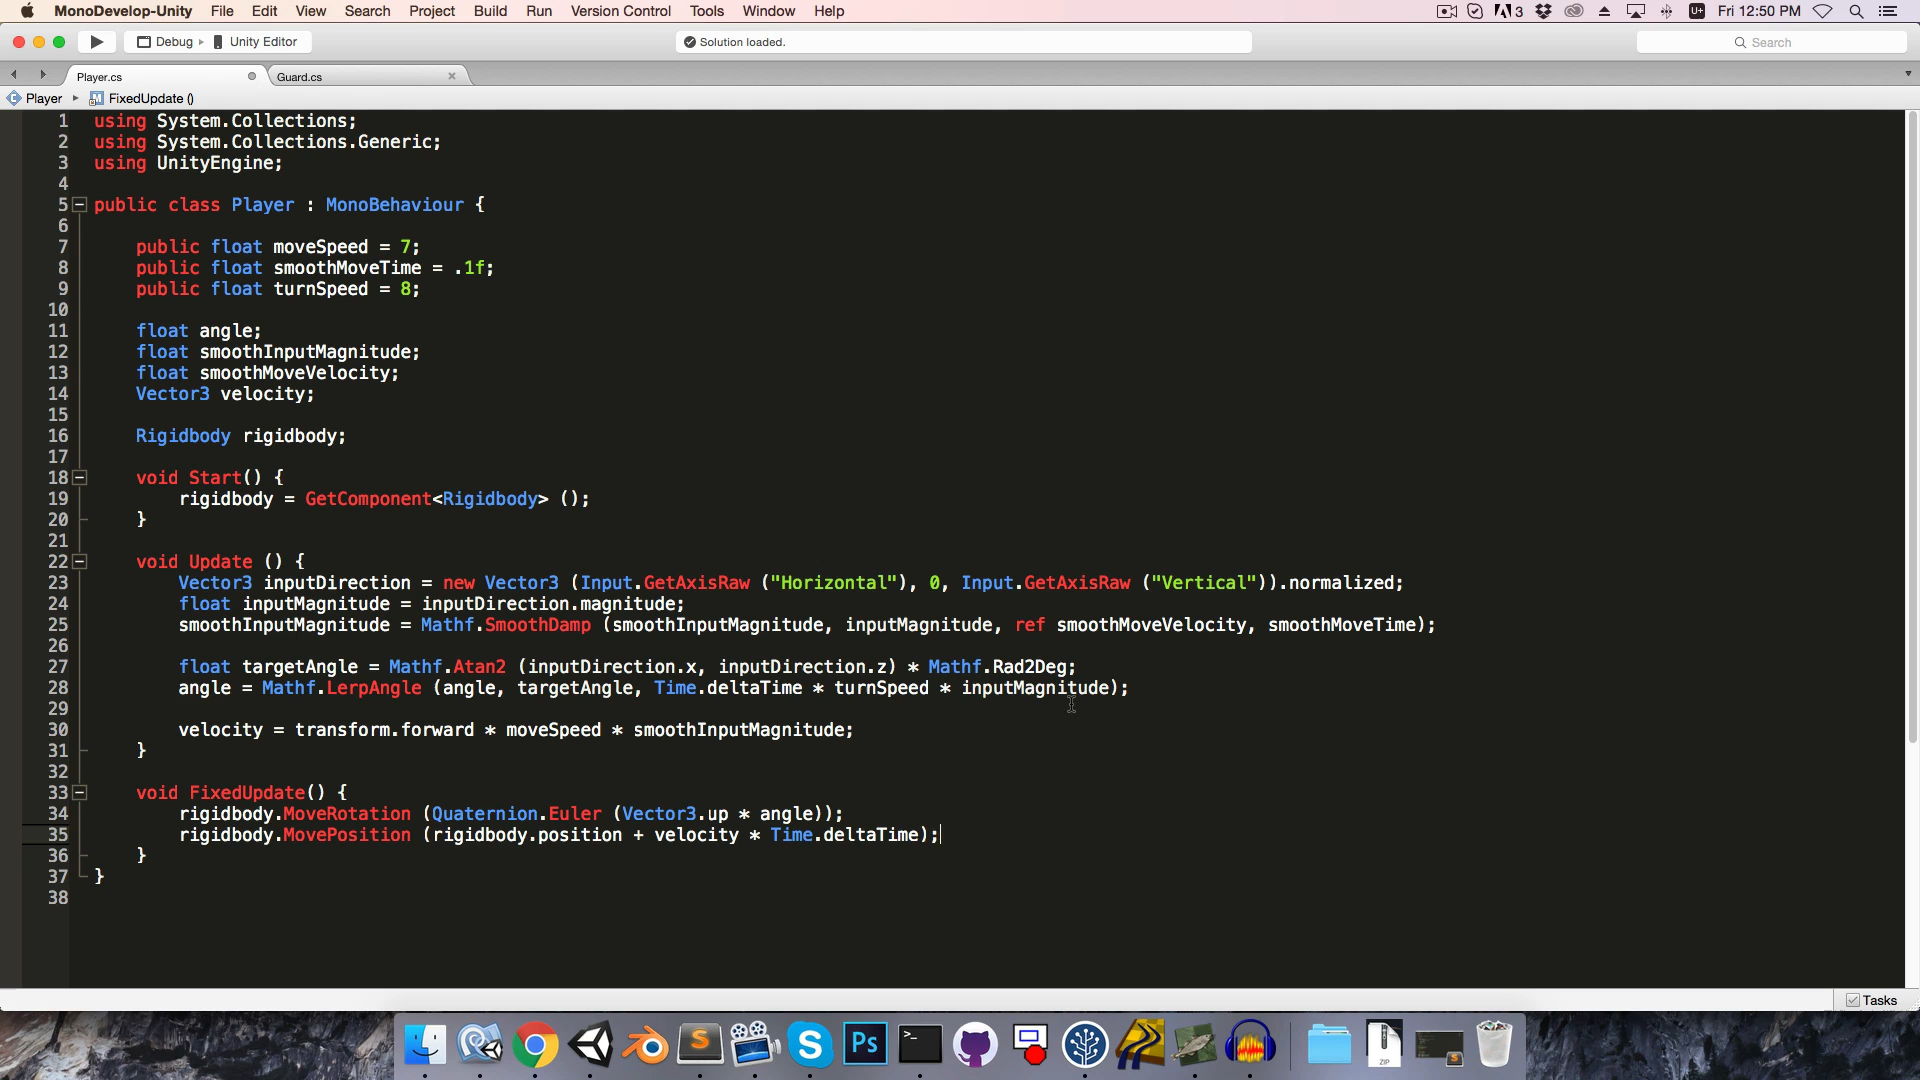 MonoDevelop-Unity File Edit View Search Project Build Run Version Control Tools Window Help 3 U+ Fri 12:50 PM
Debug Unity Editor Solution loaded. Search
Player.cs Guard.cs
Player FixedUpdate ()
1 using System.Collections;
2 using System.Collections.Generic;
3 using UnityEngine;
4
5 public class Player : MonoBehaviour {
6
7 public float moveSpeed = 7;
8 public float smoothMoveTime = .1f;
9 public float turnSpeed = 8;
10
11 float angle;
12 float smoothInputMagnitude;
13 float smoothMoveVelocity;
14 Vector3 velocity;
15
16 Rigidbody rigidbody;
17
18 void Start() {
19 rigidbody = GetComponent<Rigidbody> ();
20 }
21
22 void Update () {
23 Vector3 inputDirection = new Vector3 (Input.GetAxisRaw ("Horizontal"), 0, Input.GetAxisRaw ("Vertical")).normalized;
24 float inputMagnitude = inputDirection.magnitude;
25 smoothInputMagnitude = Mathf.SmoothDamp (smoothInputMagnitude, inputMagnitude, ref smoothMoveVelocity, smoothMoveTime);
26
27 float targetAngle = Mathf.Atan2 (inputDirection.x, inputDirection.z) * Mathf.Rad2Deg;
28 angle = Mathf.LerpAngle (angle, targetAngle, Time.deltaTime * turnSpeed * inputMagnitude);
29
30 velocity = transform.forward * moveSpeed * smoothInputMagnitude;
31 }
32
33 void FixedUpdate() {
34 rigidbody.MoveRotation (Quaternion.Euler (Vector3.up * angle));
35 rigidbody.MovePosition (rigidbody.position + velocity * Time.deltaTime);
36 }
37 }
38
Tasks
S S Ps >_ ZIP S